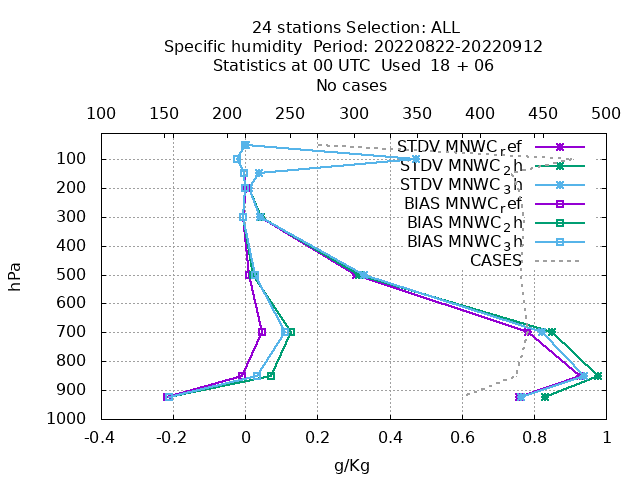 24 stations Selection: ALL
Specific humidity  Period: 20220822-20220912
Statistics at 00 UTC  Used  18 + 06
No cases
100 150 200 250 300 350 400 450 500
STDV MNWC_ref
STDV MNWC_2h
STDV MNWC_3h
BIAS MNWC_ref
BIAS MNWC_2h
BIAS MNWC_3h
CASES
100
200
300
400
500
600
700
800
900
1000
hPa
-0.4 -0.2 0 0.2 0.4 0.6 0.8 1
g/Kg